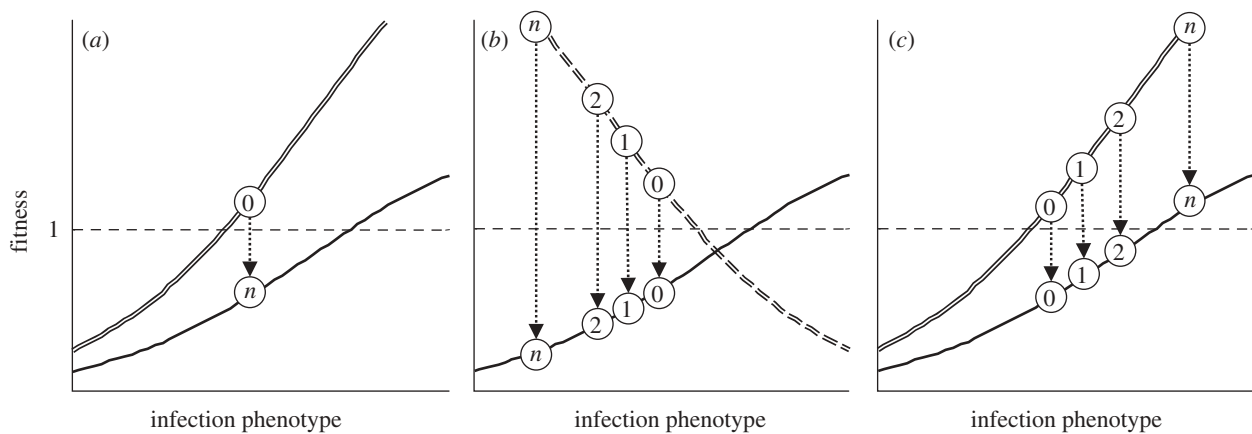 (a)
0
n
(b)
n
2
1
0
0
1
2
n
(c)
n
2
1
0
n
2
1
0
fitness
1
infection phenotype
infection phenotype
infection phenotype